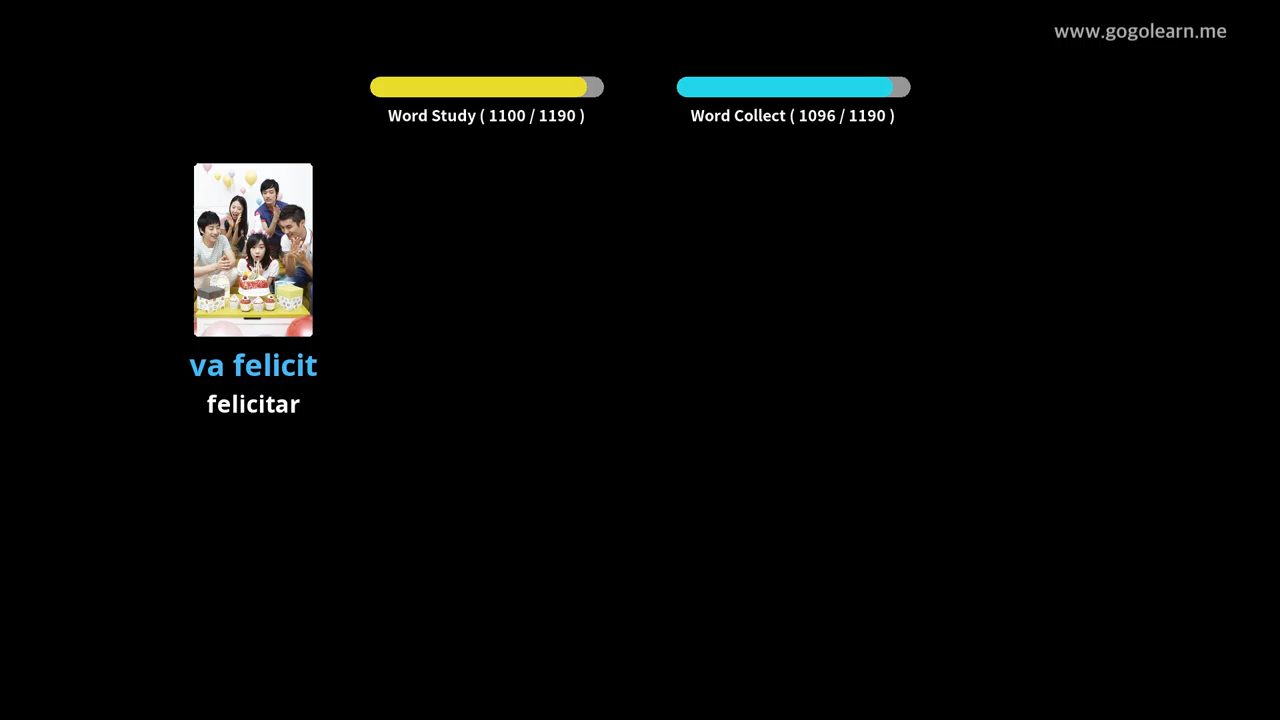 www.gogolearn.me
Word Study ( 1100 / 1190 )
Word Collect ( 1096 / 1190 )
va felicit
felicitar